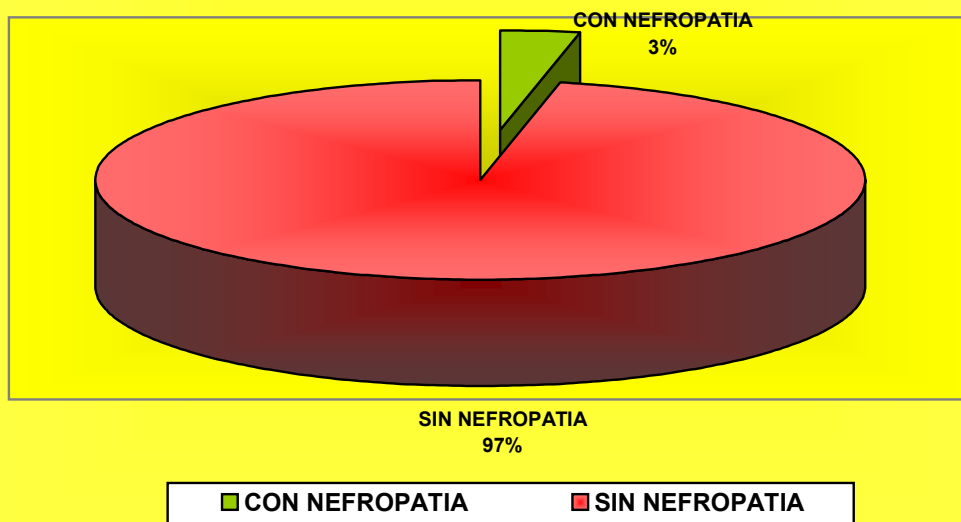 CON NEFROPATIA
3%
SIN NEFROPATIA
97%
CON NEFROPATIA SIN NEFROPATIA